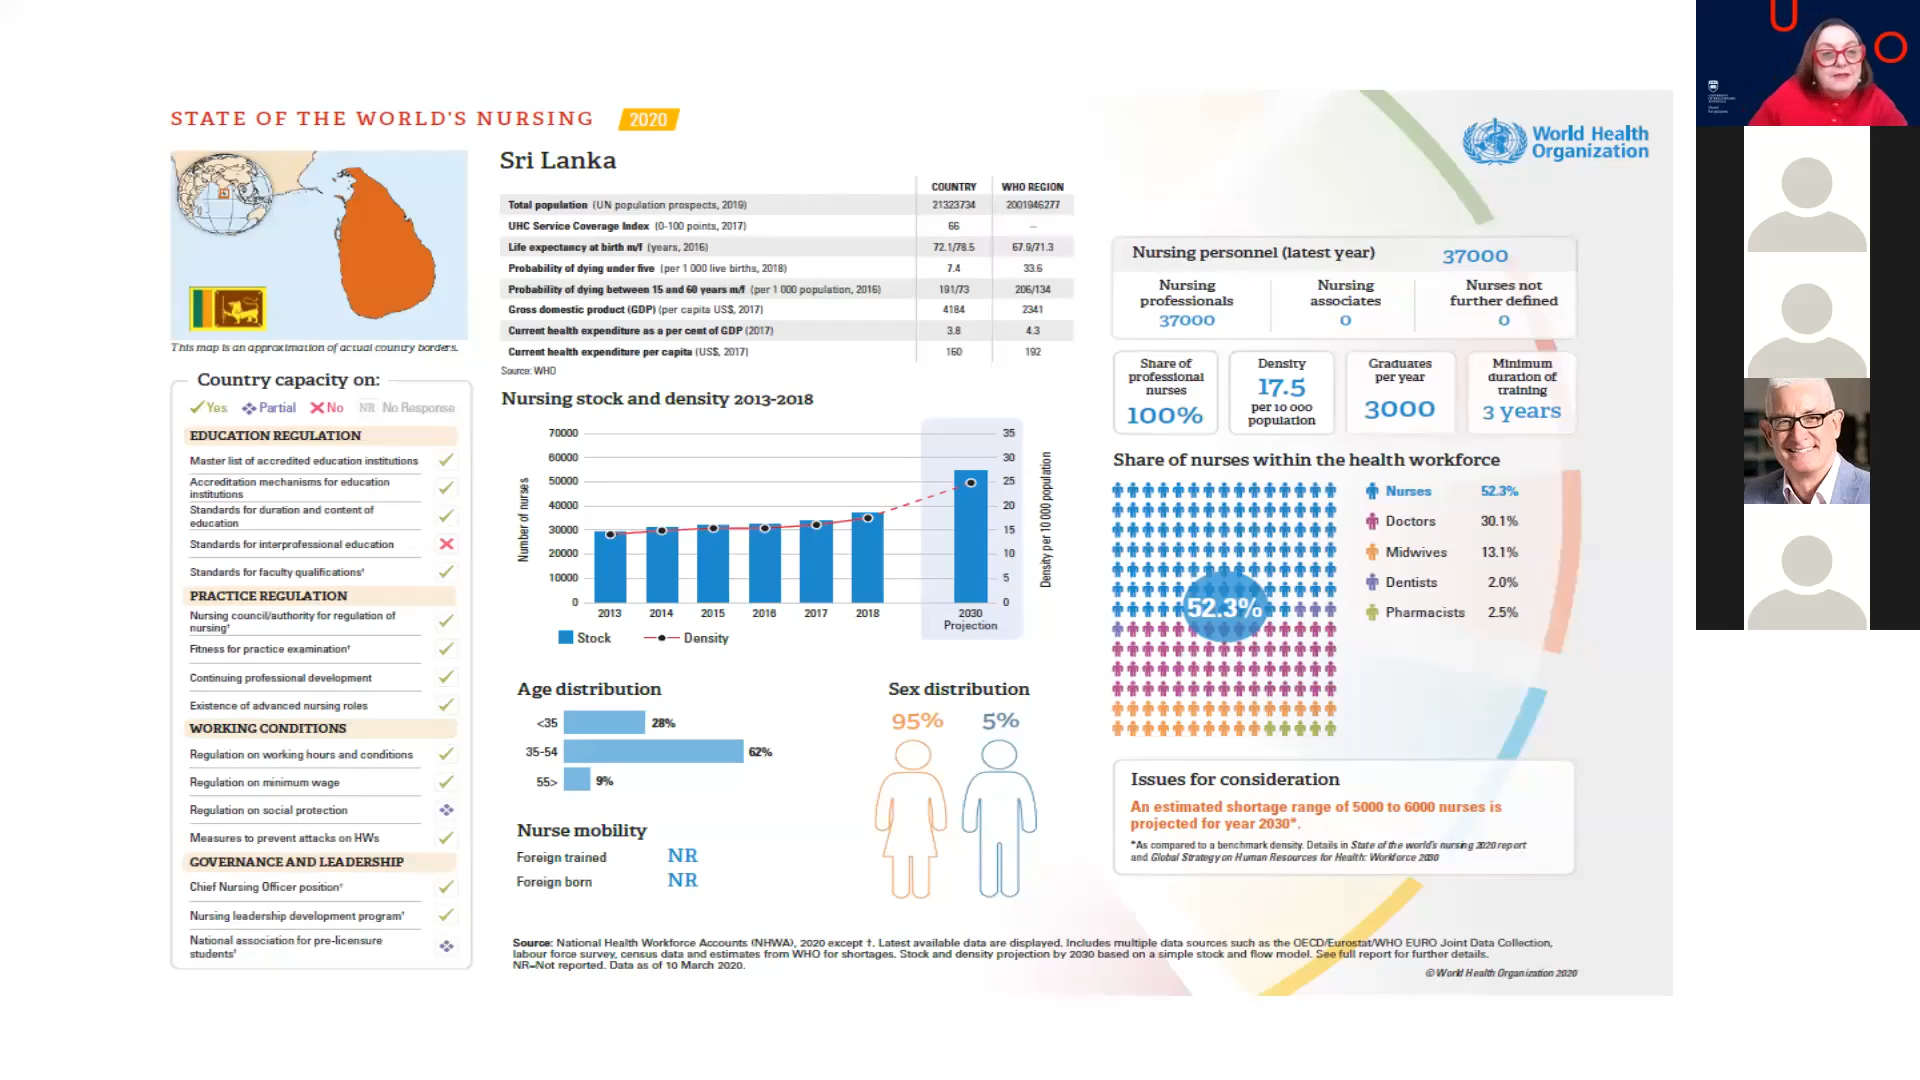 STATE OF THE WORLD'S NURSING 2020
World Health
Organization
This map is an approximation of actual country borders.
Country capacity on:
Yes Partial No NR No Response
EDUCATION REGULATION
Master list of accredited education institutions
Accreditation mechanisms for education
institutions
Standards for duration and content of
education
Standards for interprofessional education
Standards for faculty qualifications†
PRACTICE REGULATION
Nursing council/authority for regulation of
nursing†
Fitness for practice examination†
Continuing professional development
Existence of advanced nursing roles
WORKING CONDITIONS
Regulation on working hours and conditions
Regulation on minimum wage
Regulation on social protection
Measures to prevent attacks on HWs
GOVERNANCE AND LEADERSHIP
Chief Nursing Officer position†
Nursing leadership development program†
National association for pre-licensure
students†
Sri Lanka
COUNTRY WHO REGION
Total population (UN population prospects, 2019) 21323734 2001946277
UHC Service Coverage Index (0-100 points, 2017) 66 –
Life expectancy at birth m/f (years, 2016) 72.1/78.5 67.9/71.3
Probability of dying under five (per 1 000 live births, 2018) 7.4 33.6
Probability of dying between 15 and 60 years m/f (per 1 000 population, 2016) 191/73 206/134
Gross domestic product (GDP) (per capita US$, 2017) 4184 2341
Current health expenditure as a per cent of GDP (2017) 3.8 4.3
Current health expenditure per capita (US$, 2017) 160 192
Source: WHO
Nursing stock and density 2013-2018
Number of nurses
70000
60000
50000
40000
30000
20000
10000
0
35
30
25
20
15
10
5
0
Density per 10 000 population
2013 2014 2015 2016 2017 2018 2030
Projection
Stock Density
Age distribution
<35 28%
35-54 62%
55> 9%
Sex distribution
95% 5%
Nurse mobility
Foreign trained NR
Foreign born NR
Nursing personnel (latest year) 37000
Nursing
professionals
37000
Nursing
associates
0
Nurses not
further defined
0
Share of
professional
nurses
100%
Density
17.5
per 10 000
population
Graduates
per year
3000
Minimum
duration of
training
3 years
Share of nurses within the health workforce
52.3%
Nurses 52.3%
Doctors 30.1%
Midwives 13.1%
Dentists 2.0%
Pharmacists 2.5%
Issues for consideration
An estimated shortage range of 5000 to 6000 nurses is
projected for year 2030*.
*As compared to a benchmark density. Details in State of the world's nursing 2020 report
and Global Strategy on Human Resources for Health: Workforce 2030
Source: National Health Workforce Accounts (NHWA), 2020 except †. Latest available data are displayed. Includes multiple data sources such as the OECD/Eurostat/WHO EURO Joint Data Collection,
labour force survey, census data and estimates from WHO for shortages. Stock and density projection by 2030 based on a simple stock and flow model. See full report for further details.
NR–Not reported. Data as of 10 March 2020.
© World Health Organization 2020